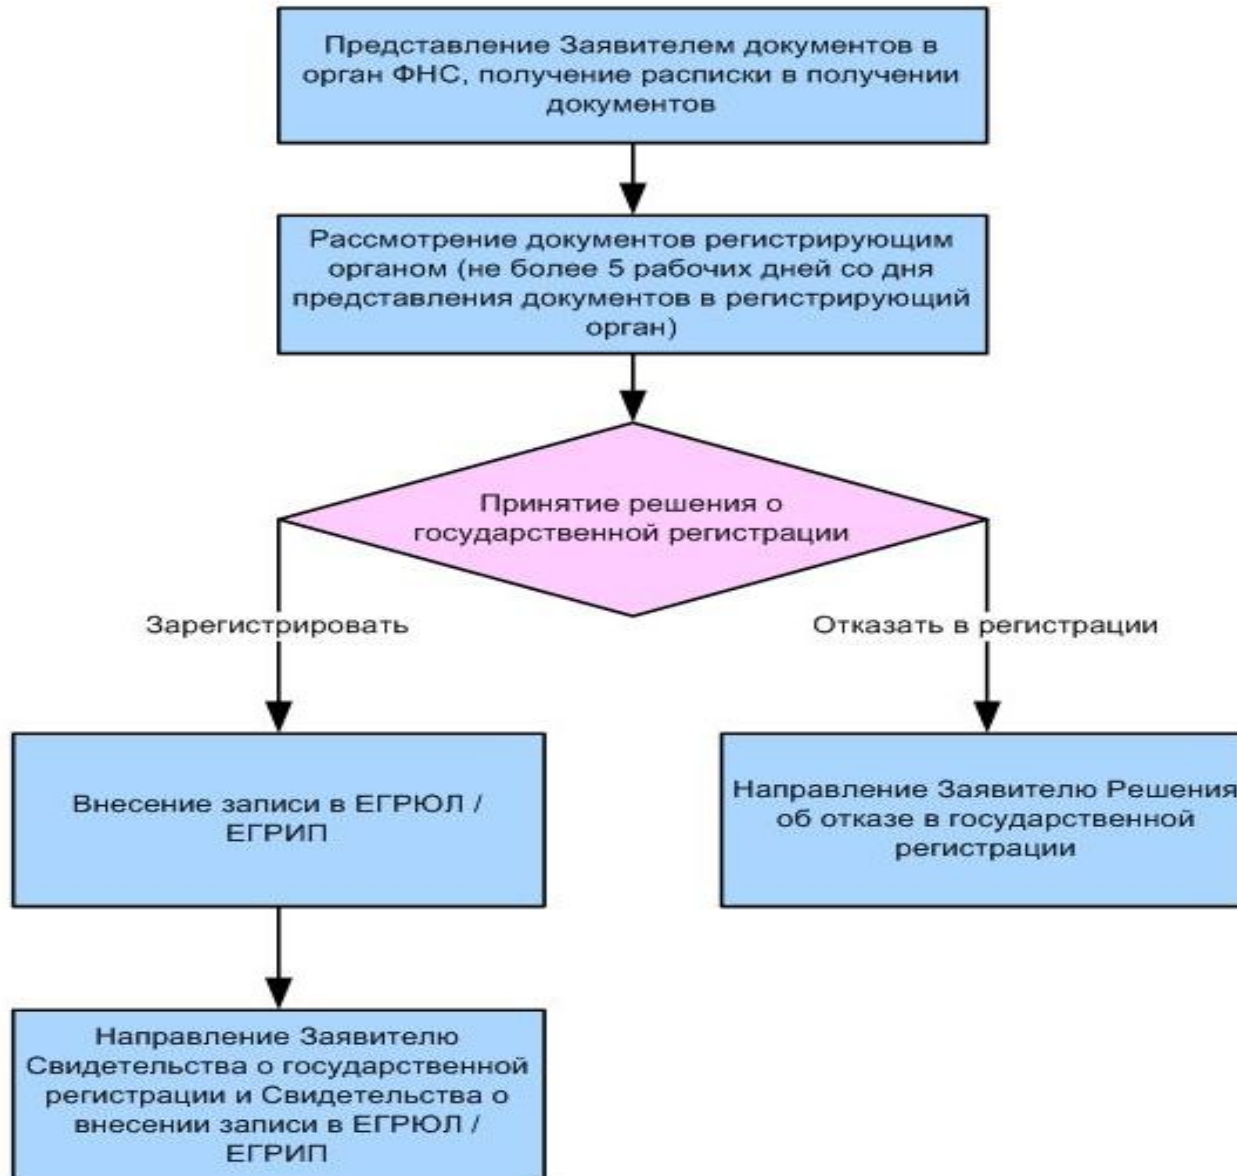 Представление Заявителем документов в
орган ФНС, получение расписки в получении
документов
Рассмотрение документов регистрирующим
органом (не более 5 рабочих дней со дня
представления документов в регистрирующий
орган)
Принятие решения о
государственной регистрации
Зарегистрировать
Отказать в регистрации
Внесение записи в ЕГРЮЛ /
ЕГРИП
Направление Заявителю Решения
об отказе в государственной
регистрации
Направление Заявителю
Свидетельства о государственной
регистрации и Свидетельства о
внесении записи в ЕГРЮЛ /
ЕГРИП